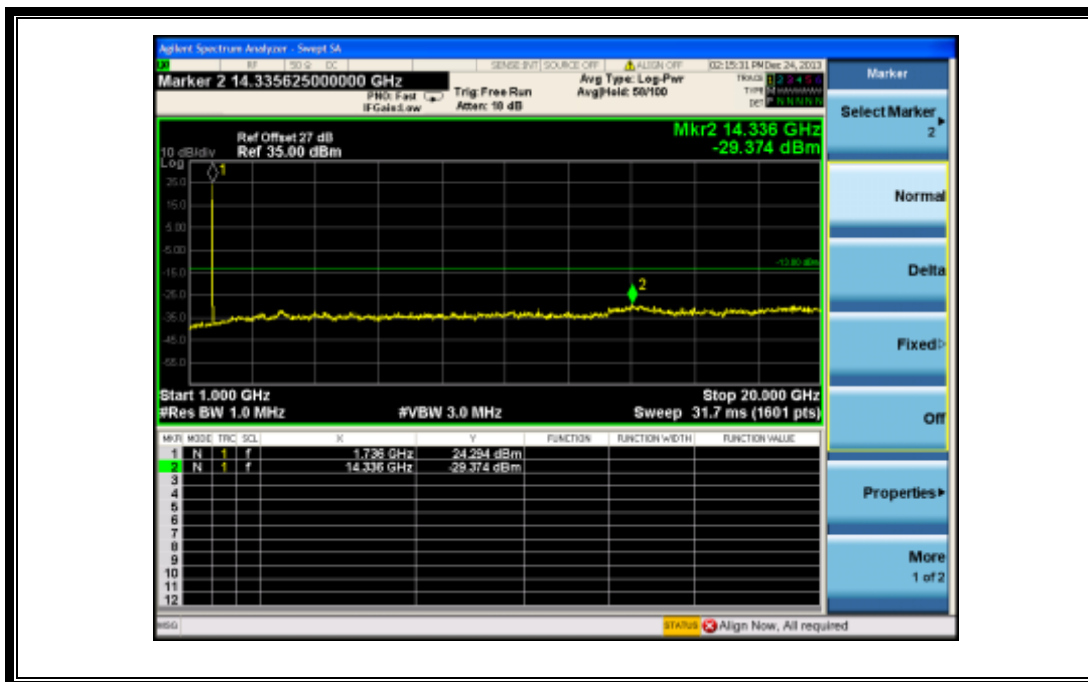 Agilent Spectrum Analyzer - Swept SA
RF 50 Ω DC SENSE:INT SOURCE OFF ALIGN OFF 02:15:31 PM Dec 24, 2013
Marker 2 14.335625000000 GHz
PNO: Fast
IFGain:Low
Trig: Free Run
Atten: 10 dB
Avg Type: Log-Pwr
Avg|Hold: 50/100
TRACE 1 2 3 4 5 6
TYPE M W W W W W
DET P N N N N N
Mkr2 14.336 GHz
-29.374 dBm
Ref Offset 27 dB
10 dB/div Ref 35.00 dBm
Log
1
25.0
15.0
5.00
-5.00
-13.00 dBm
-15.0
2
-25.0
-35.0
-45.0
-55.0
Start 1.000 GHz Stop 20.000 GHz
#Res BW 1.0 MHz #VBW 3.0 MHz Sweep 31.7 ms (1601 pts)
MKR MODE TRC SCL X Y FUNCTION FUNCTION WIDTH FUNCTION VALUE
1 N 1 f 1.736 GHz 24.294 dBm
2 N 1 f 14.336 GHz -29.374 dBm
3
4
5
6
7
8
9
10
11
12
MSG STATUS Align Now, All required
Marker
Select Marker
2
Normal
Delta
Fixed
Off
Properties
More
1 of 2